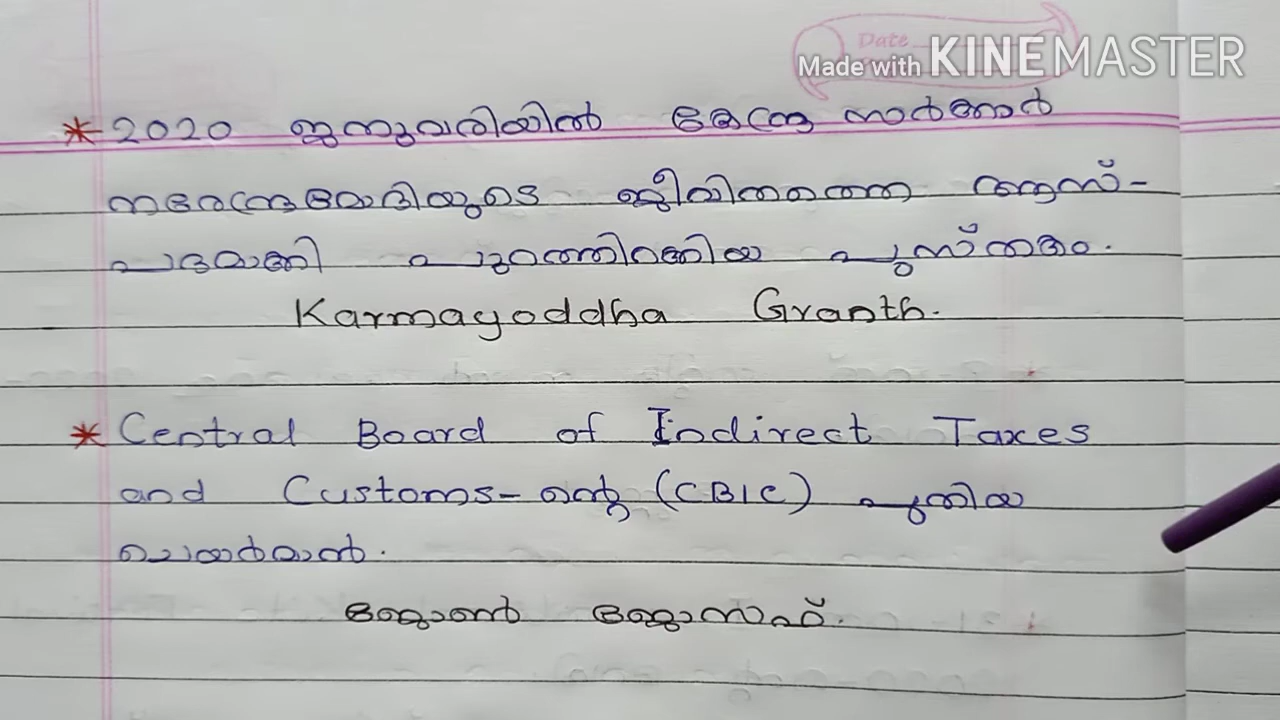 Date
Made with KINEMASTER
* 2020 ജനുവരിയിൽ കേന്ദ്ര സർക്കാർ
നരേന്ദ്രമോദിയുടെ ജീവിതത്തെ ആസ്-
പദമാക്കി പുറത്തിറക്കിയ പുസ്തകം.
Karmayoddha Granth.
* Central Board of Indirect Taxes
and Customs-ന്റെ (CBIC) പുതിയ
ചെയർമാൻ.
ജോൺ ജോസഫ്.